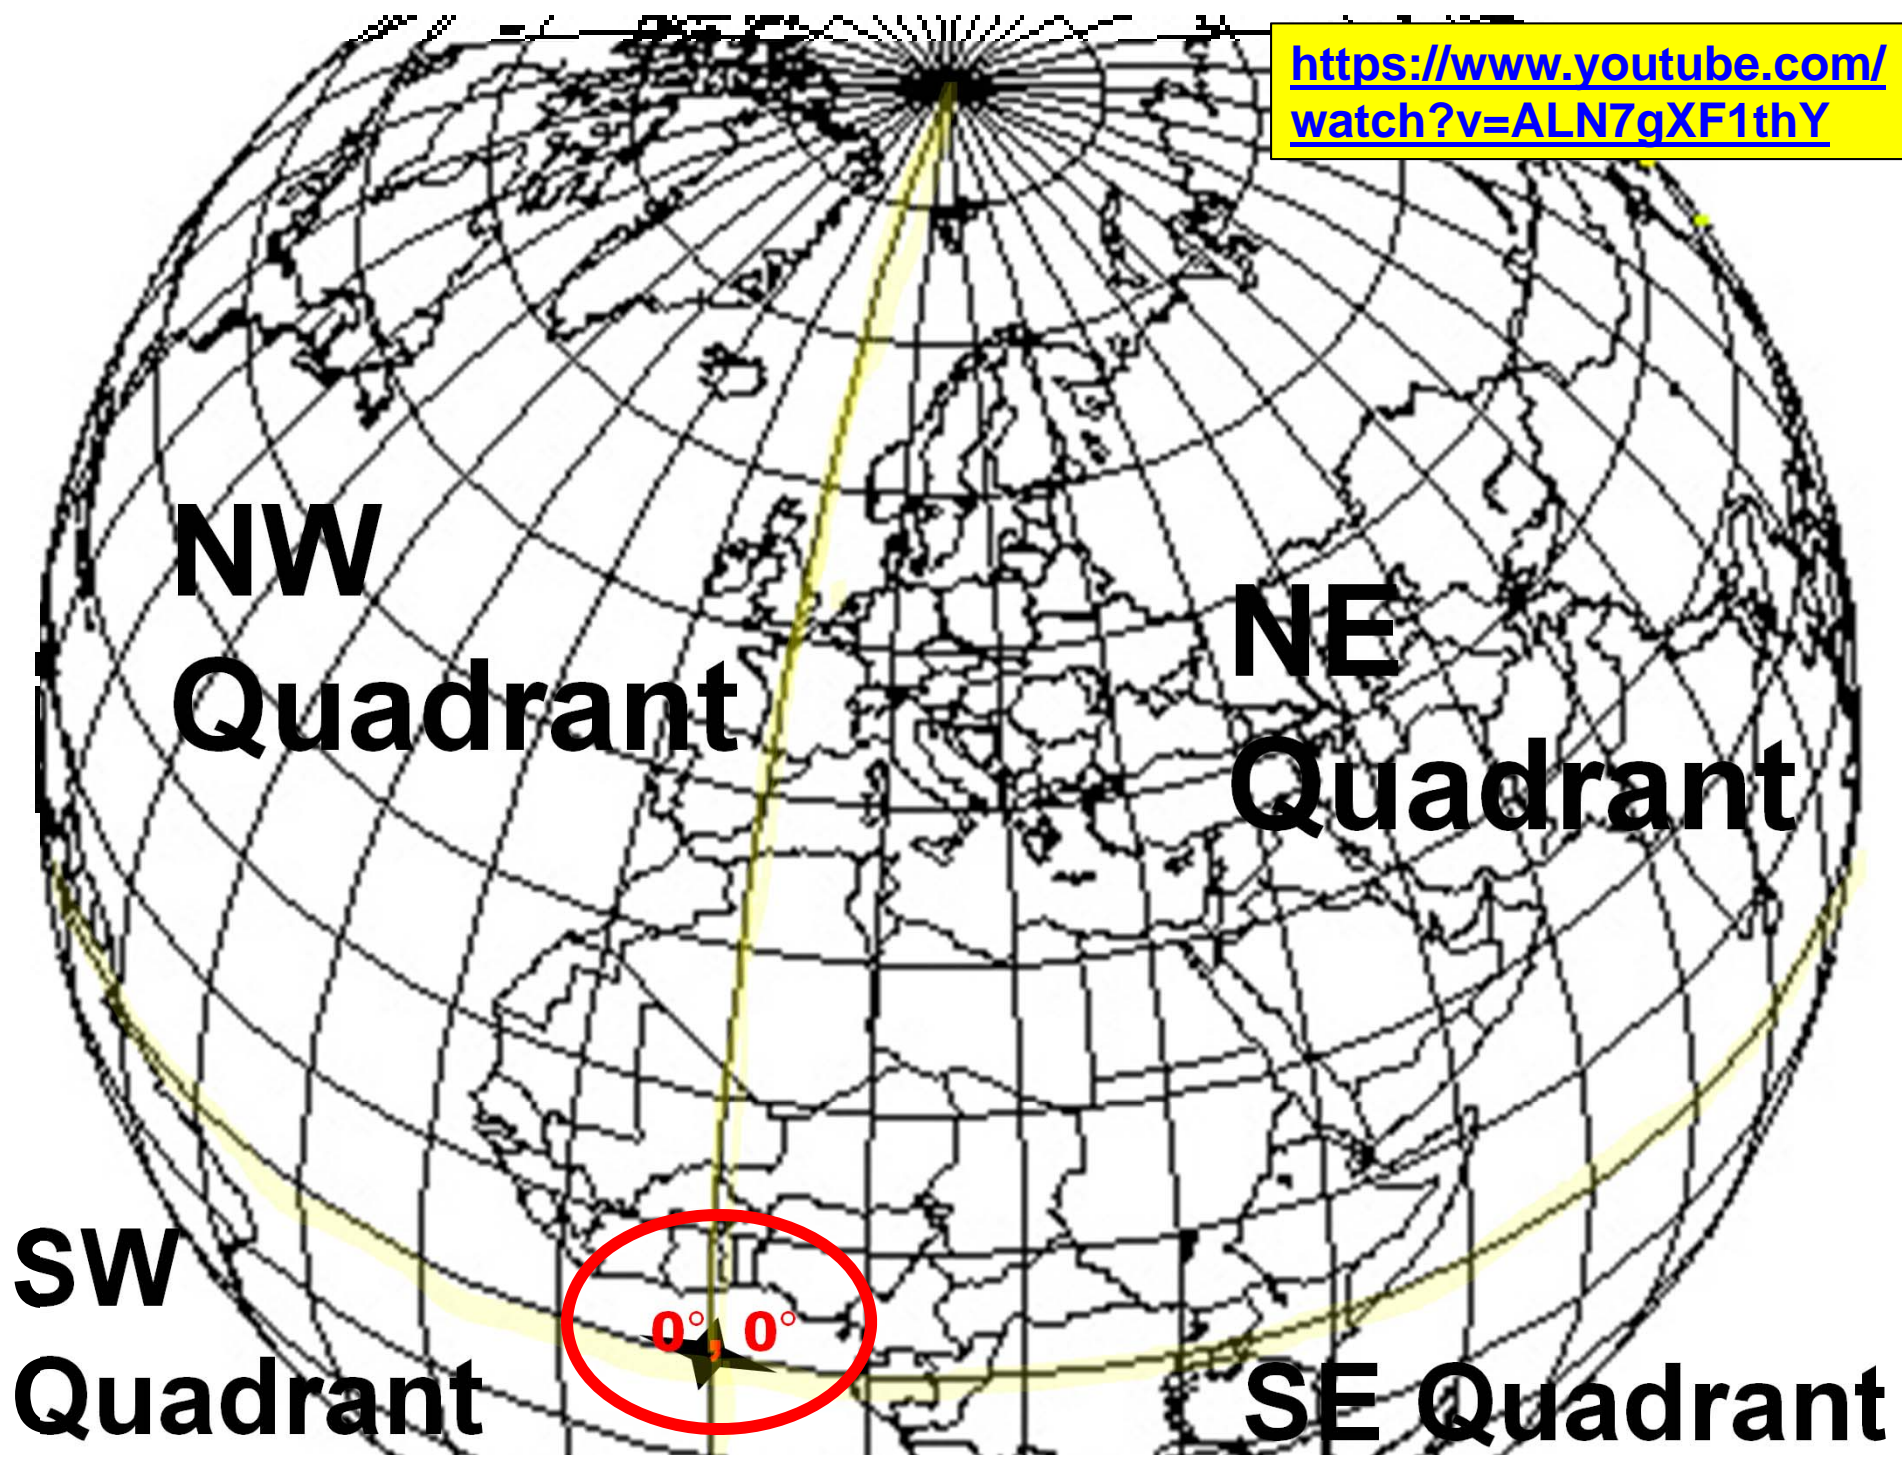 https://www.youtube.com/
watch?v=ALN7gXF1thY
NW
Quadrant
NE
Quadrant
SW
Quadrant
0°, 0°
SE Quadrant